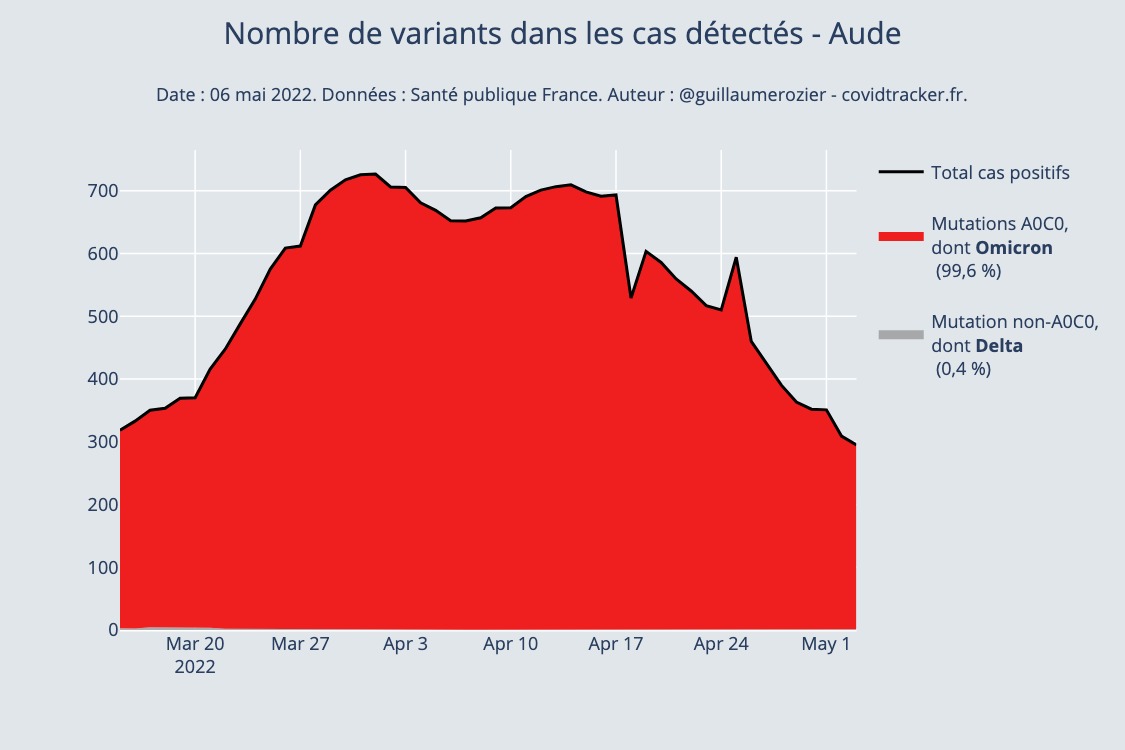 Nombre de variants dans les cas détectés - Aude
Date : 06 mai 2022. Données : Santé publique France. Auteur : @guillaumerozier - covidtracker.fr.
Total cas positifs
Mutations A0C0,
dont Omicron
(99,6 %)
Mutation non-A0C0,
dont Delta
(0,4 %)
700
600
500
400
300
200
100
0
Mar 20 Mar 27 Apr 3 Apr 10 Apr 17 Apr 24 May 1
2022